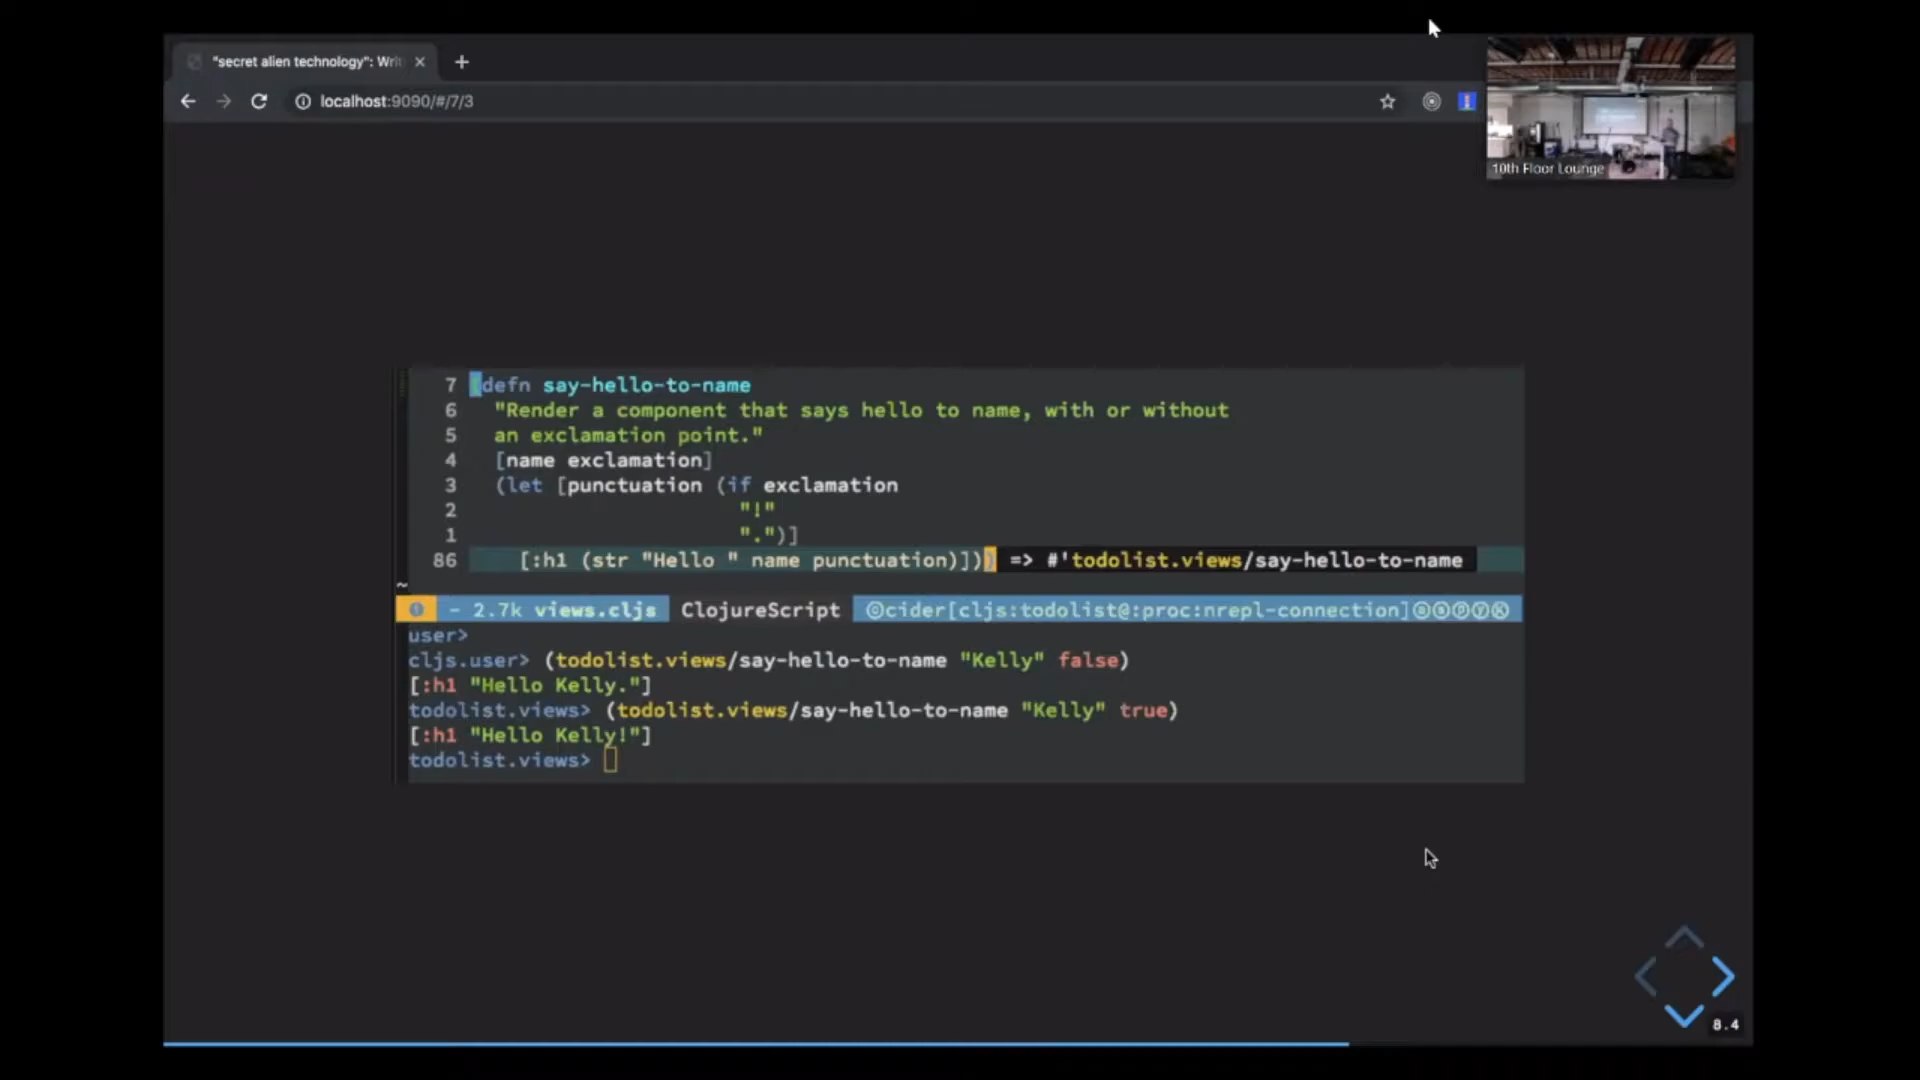 "secret alien technology": Wri
localhost:9090/#/7/3
10th Floor Lounge
7 (defn say-hello-to-name
6 "Render a component that says hello to name, with or without
5 an exclamation point."
4 [name exclamation]
3 (let [punctuation (if exclamation
2 "!"
1 ".")]
86 [:h1 (str "Hello " name punctuation)])) => #'todolist.views/say-hello-to-name
~
- 2.7k views.cljs ClojureScript ⓒcider[cljs:todolist@:proc:nrepl-connection]
user>
cljs.user> (todolist.views/say-hello-to-name "Kelly" false)
[:h1 "Hello Kelly."]
todolist.views> (todolist.views/say-hello-to-name "Kelly" true)
[:h1 "Hello Kelly!"]
todolist.views>
8.4